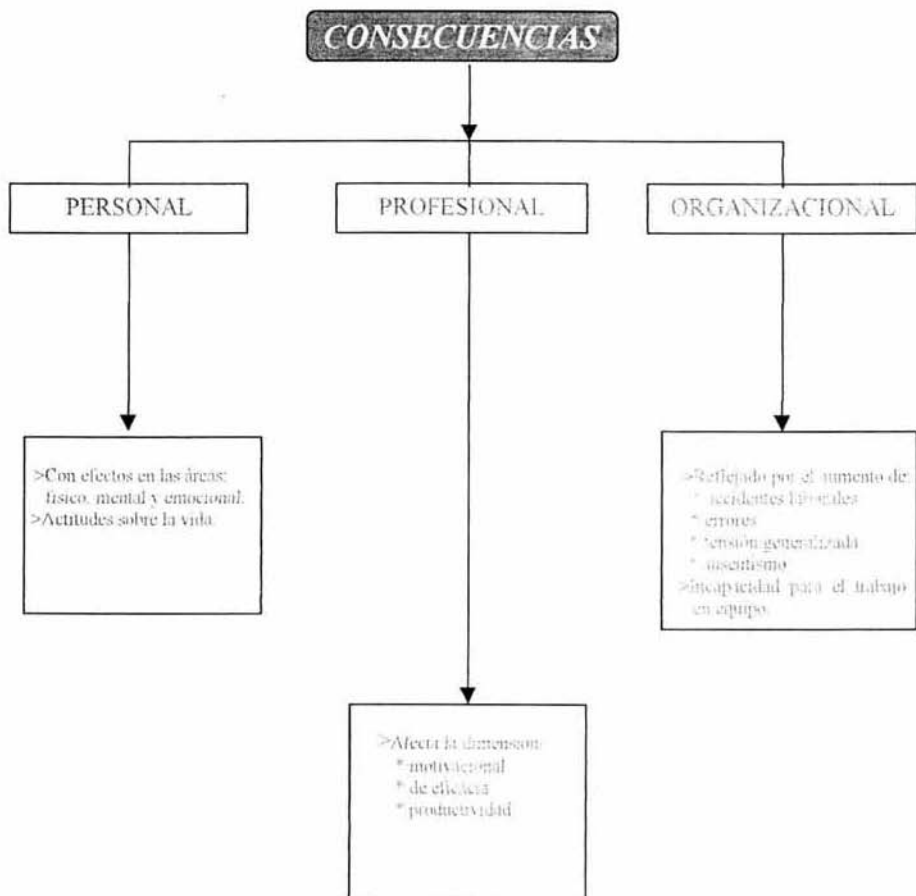 CONSECUENCIAS
PERSONAL
PROFESIONAL
ORGANIZACIONAL
>Con efectos en las áreas:
físico, mental y emocional.
>Actitudes sobre la vida.
>Reflejado por el aumento de:
* accidentes laborales
* errores
* tensión generalizada
* ausentismo
>Incapacidad para el trabajo
en equipo.
>Afecta la dimensión:
* motivacional
* de eficacia
* productividad